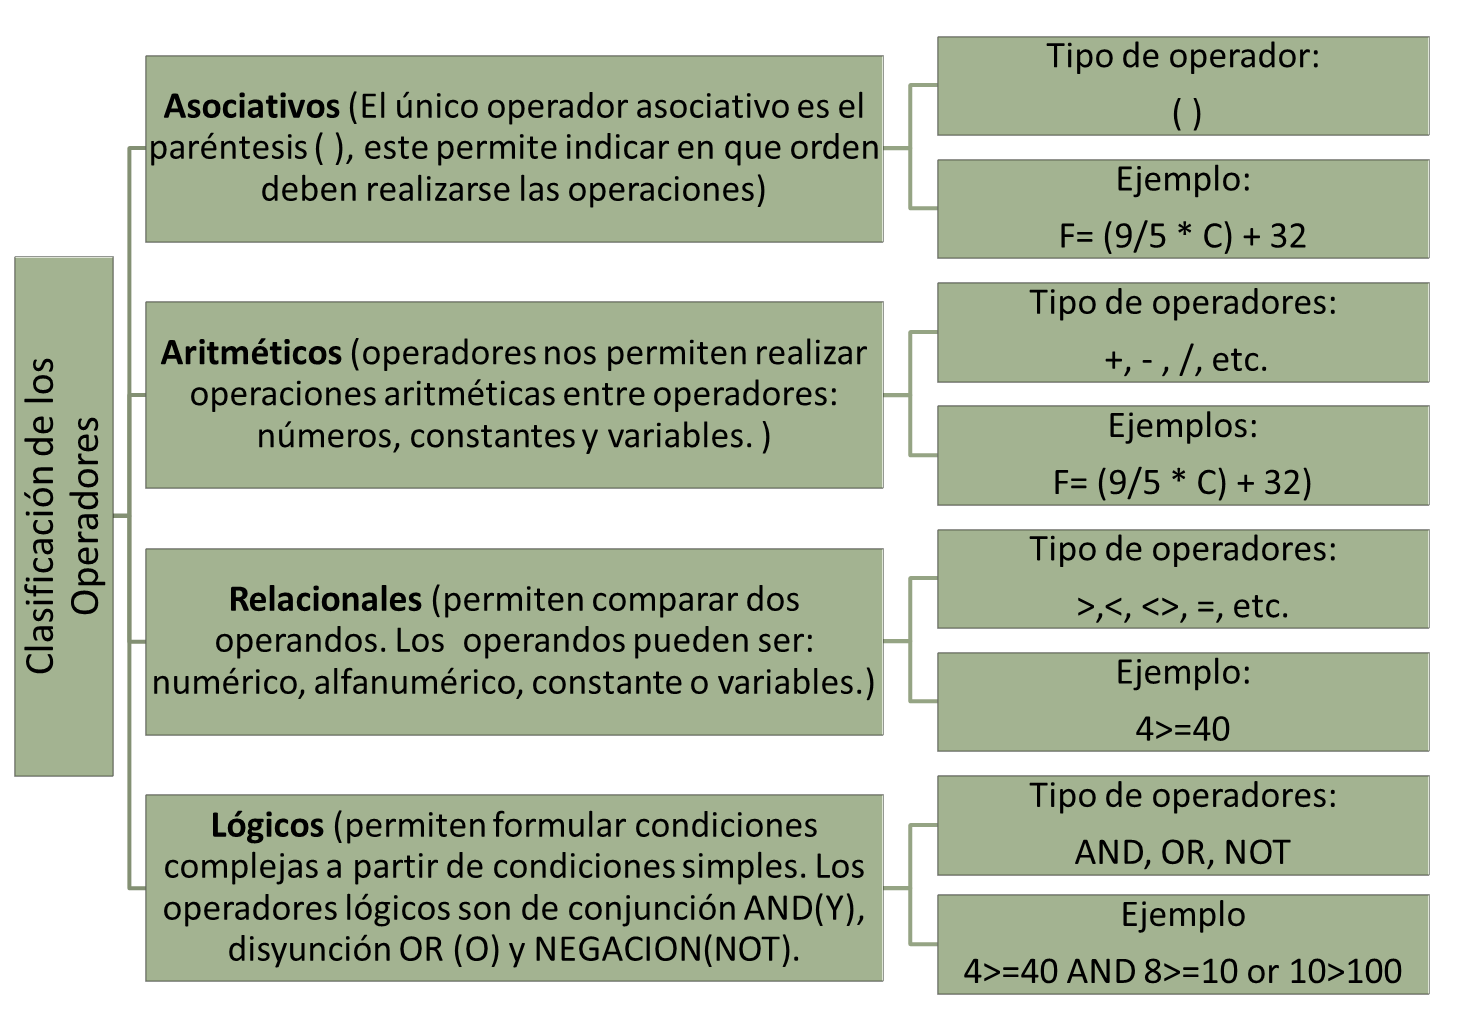 Clasificación de los
Operadores
Asociativos (El único operador asociativo es el
paréntesis ( ), este permite indicar en que orden
deben realizarse las operaciones)
Tipo de operador:
( )
Ejemplo:
F= (9/5 * C) + 32
Aritméticos (operadores nos permiten realizar
operaciones aritméticas entre operadores:
números, constantes y variables. )
Tipo de operadores:
+, - , /, etc.
Ejemplos:
F= (9/5 * C) + 32)
Relacionales (permiten comparar dos
operandos. Los  operandos pueden ser:
numérico, alfanumérico, constante o variables.)
Tipo de operadores:
>,<, <>, =, etc.
Ejemplo:
4>=40
Lógicos (permiten formular condiciones
complejas a partir de condiciones simples. Los
operadores lógicos son de conjunción AND(Y),
disyunción OR (O) y NEGACION(NOT).
Tipo de operadores:
AND, OR, NOT
Ejemplo
4>=40 AND 8>=10 or 10>100